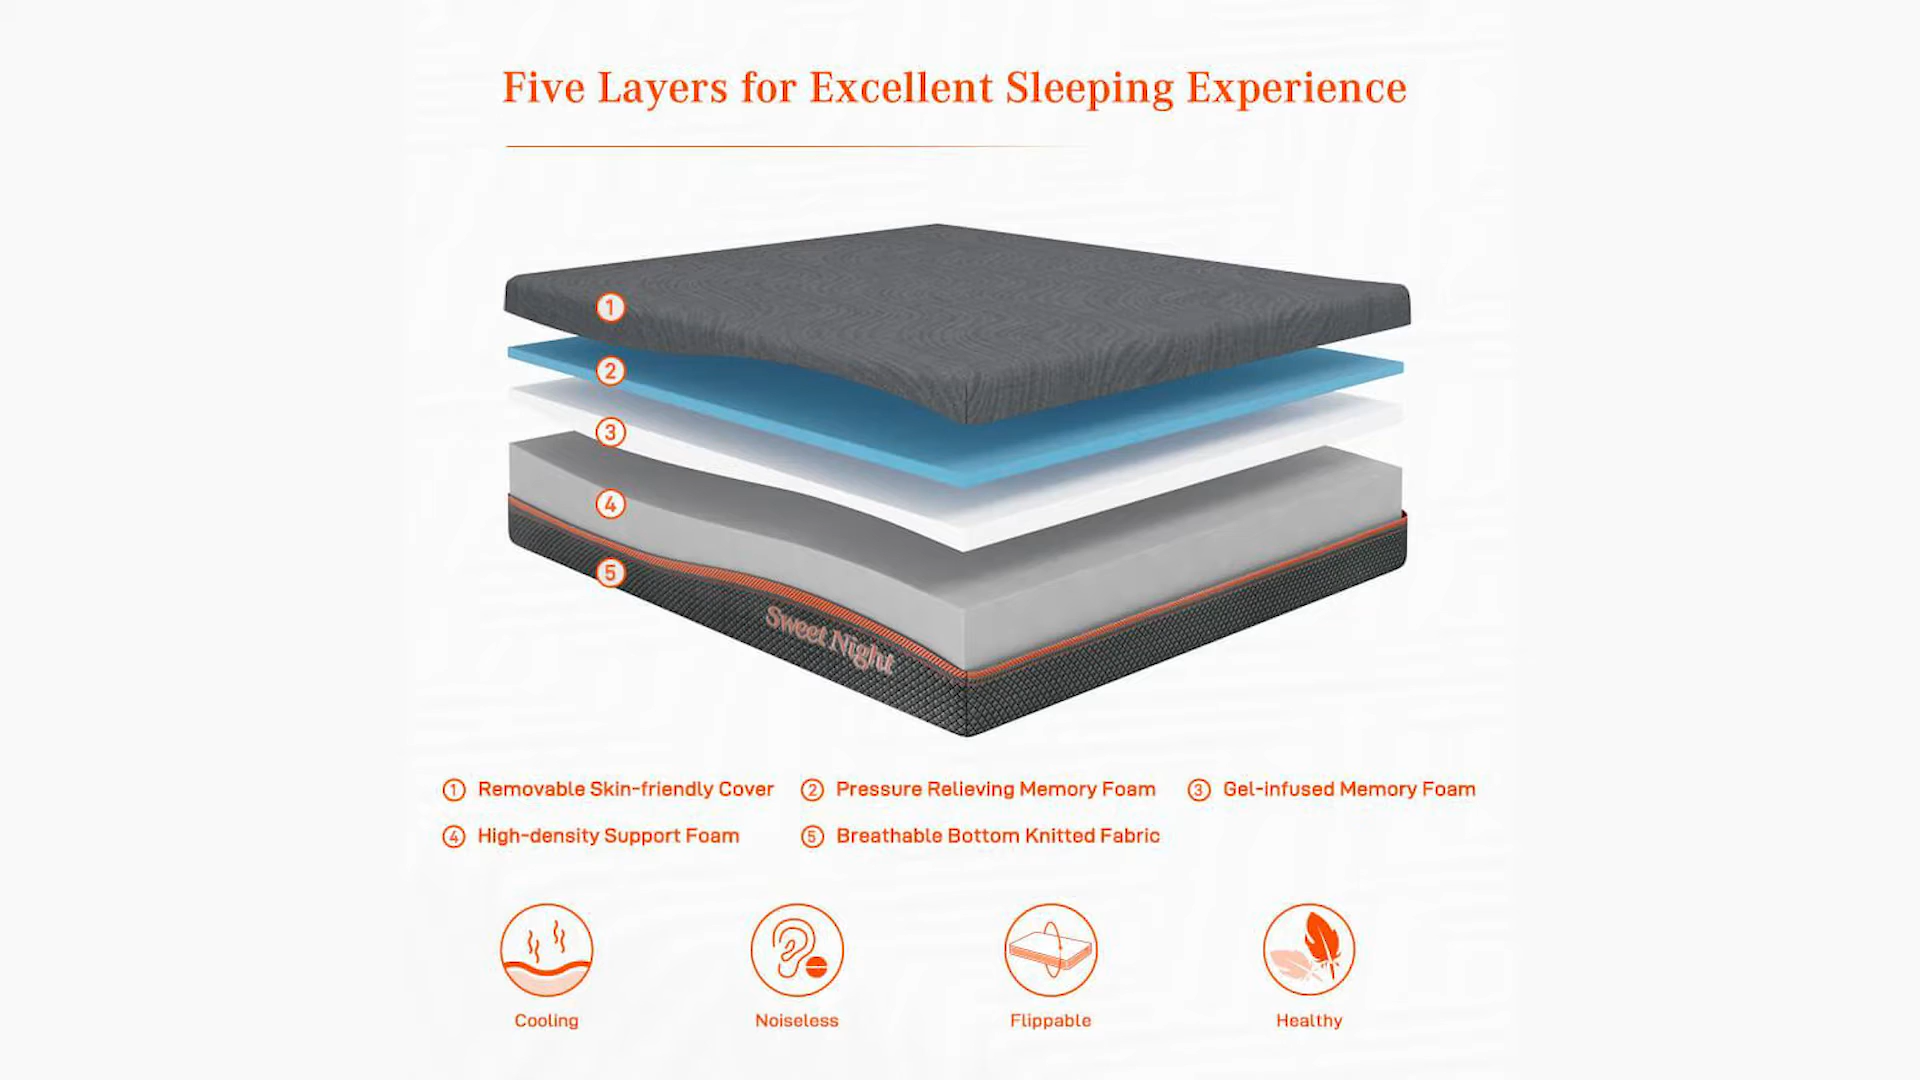 Five Layers for Excellent Sleeping Experience
1
2
3
4
5
Sweet Night
1 Removable Skin-friendly Cover 2 Pressure Relieving Memory Foam 3 Gel-infused Memory Foam
4 High-density Support Foam 5 Breathable Bottom Knitted Fabric
Cooling Noiseless Flippable Healthy